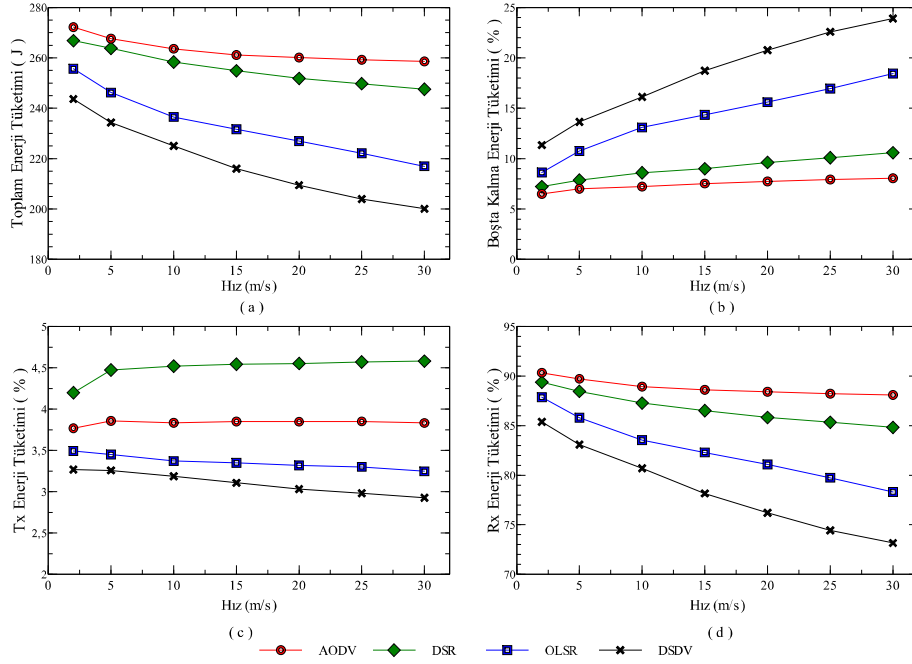 280
260
240
220
200
180
Toplam Enerji Tüketimi ( J )
0 5 10 15 20 25 30
Hız (m/s)
( a )
25
20
15
10
5
0
Boşta Kalma Enerji Tüketimi ( % )
0 5 10 15 20 25 30
Hız (m/s)
( b )
5
4,5
4
3,5
3
2,5
2
Tx Enerji Tüketimi ( % )
0 5 10 15 20 25 30
Hız (m/s)
( c )
95
90
85
80
75
70
Rx Enerji Tüketimi ( % )
0 5 10 15 20 25 30
Hız (m/s)
( d )
AODV DSR OLSR DSDV